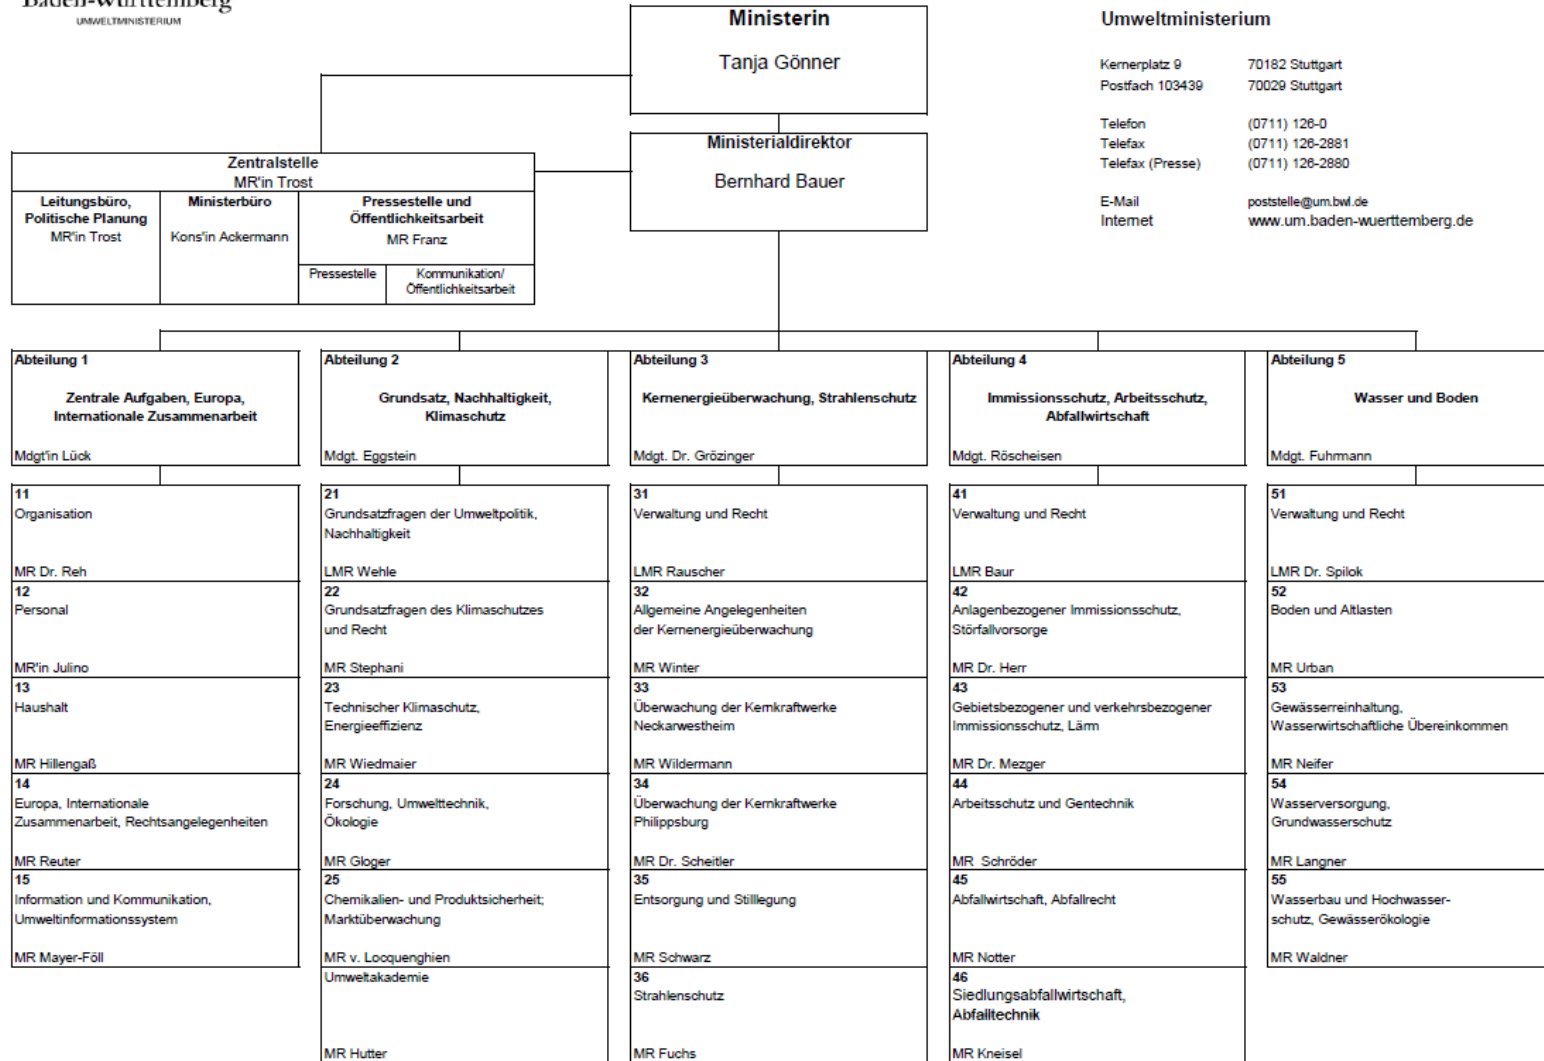 Baden-Württemberg
UMWELTMINISTERIUM
Ministerin
Tanja Gönner
Umweltministerium
Kernerplatz 9 70182 Stuttgart
Postfach 103439 70029 Stuttgart
Telefon (0711) 126-0
Telefax (0711) 126-2881
Telefax (Presse) (0711) 126-2880
E-Mail poststelle@um.bwl.de
Internet www.um.baden-wuerttemberg.de
Ministerialdirektor
Bernhard Bauer
Zentralstelle
MR'in Trost
Leitungsbüro,
Politische Planung
MR'in Trost
Ministerbüro
Kons'in Ackermann
Pressestelle und
Öffentlichkeitsarbeit
MR Franz
Pressestelle
Kommunikation/
Öffentlichkeitsarbeit
Abteilung 1
Zentrale Aufgaben, Europa,
Internationale Zusammenarbeit
Mdgt'in Lück
11
Organisation
MR Dr. Reh
12
Personal
MR'in Julino
13
Haushalt
MR Hillengaß
14
Europa, Internationale
Zusammenarbeit, Rechtsangelegenheiten
MR Reuter
15
Information und Kommunikation,
Umweltinformationssystem
MR Mayer-Föll
Abteilung 2
Grundsatz, Nachhaltigkeit,
Klimaschutz
Mdgt. Eggstein
21
Grundsatzfragen der Umweltpolitik,
Nachhaltigkeit
LMR Wehle
22
Grundsatzfragen des Klimaschutzes
und Recht
MR Stephani
23
Technischer Klimaschutz,
Energieeffizienz
MR Wiedmaier
24
Forschung, Umwelttechnik,
Ökologie
MR Gloger
25
Chemikalien- und Produktsicherheit;
Marktüberwachung
MR v. Locquenghien
Umweltakademie
MR Hutter
Abteilung 3
Kernenergieüberwachung, Strahlenschutz
Mdgt. Dr. Grözinger
31
Verwaltung und Recht
LMR Rauscher
32
Allgemeine Angelegenheiten
der Kernenergieüberwachung
MR Winter
33
Überwachung der Kernkraftwerke
Neckarwestheim
MR Wildermann
34
Überwachung der Kernkraftwerke
Philippsburg
MR Dr. Scheitler
35
Entsorgung und Stilllegung
MR Schwarz
36
Strahlenschutz
MR Fuchs
Abteilung 4
Immissionsschutz, Arbeitsschutz,
Abfallwirtschaft
Mdgt. Röscheisen
41
Verwaltung und Recht
LMR Baur
42
Anlagenbezogener Immissionsschutz,
Störfallvorsorge
MR Dr. Herr
43
Gebietsbezogener und verkehrsbezogener
Immissionsschutz, Lärm
MR Dr. Mezger
44
Arbeitsschutz und Gentechnik
MR Schröder
45
Abfallwirtschaft, Abfallrecht
MR Notter
46
Siedlungsabfallwirtschaft,
Abfalltechnik
MR Kneisel
Abteilung 5
Wasser und Boden
Mdgt. Fuhrmann
51
Verwaltung und Recht
LMR Dr. Spilok
52
Boden und Altlasten
MR Urban
53
Gewässerreinhaltung,
Wasserwirtschaftliche Übereinkommen
MR Neifer
54
Wasserversorgung,
Grundwasserschutz
MR Langner
55
Wasserbau und Hochwasser-
schutz, Gewässerökologie
MR Waldner